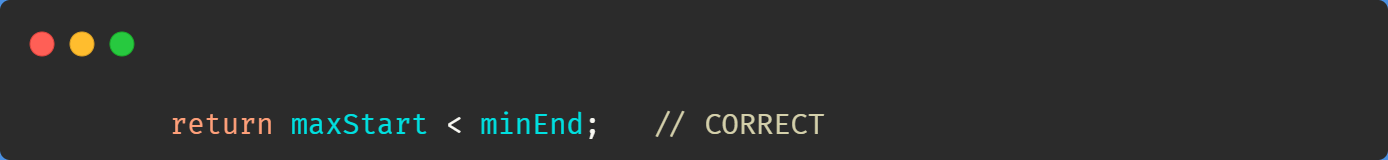 return maxStart < minEnd;   // CORRECT